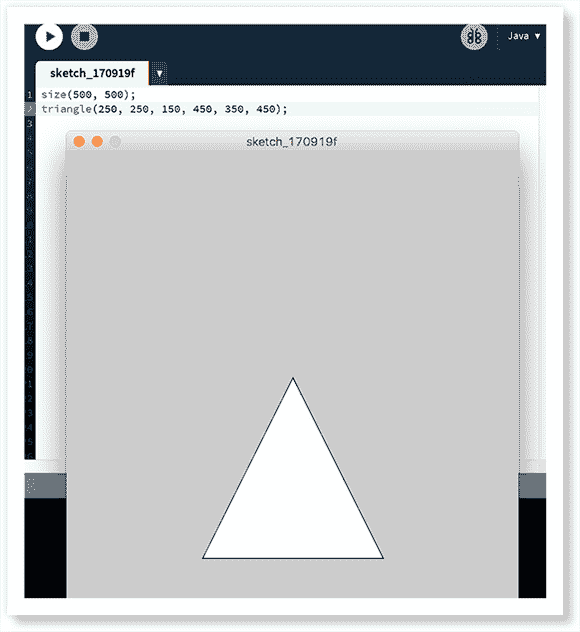 Java ▼
sketch_170919f ▼
1 size(500, 500);
2 triangle(250, 250, 150, 450, 350, 450);
3
sketch_170919f